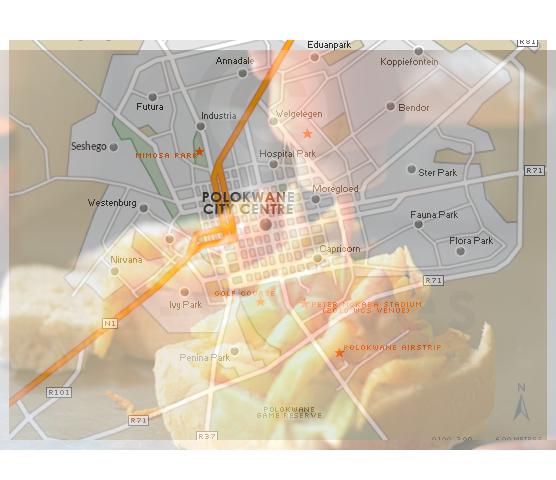 R81
Eduanpark
Annadale
Koppiefontein
Futura
Bendor
Industria
Welgelegen
Seshego
MIMOSA PARK
Hospital Park
Ster Park
R71
Moregloed
POLOKWANE
CITY CENTRE
Westenburg
Fauna Park
Flora Park
Capricorn
Nirvana
R71
GOLF COURSE
Ivy Park
PETER MOKABA STADIUM
(2010 WCS VENUE)
N1
POLOKWANE AIRSTRIP
Penina Park
R101
N
POLOKWANE
GAME RESERVE
R71
R37